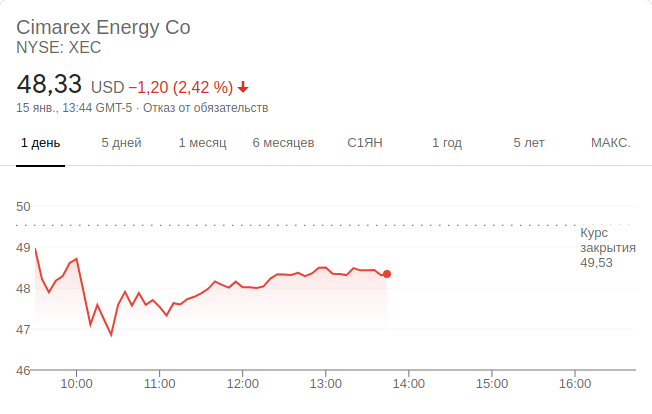 Cimarex Energy Co
NYSE: XEC
48,33 USD −1,20 (2,42 %)
15 янв., 13:44 GMT-5 · Отказ от обязательств
1 день 5 дней 1 месяц 6 месяцев С1ЯН 1 год 5 лет МАКС.
50
Курс
закрытия
49,53
49
48
47
46
10:00 11:00 12:00 13:00 14:00 15:00 16:00